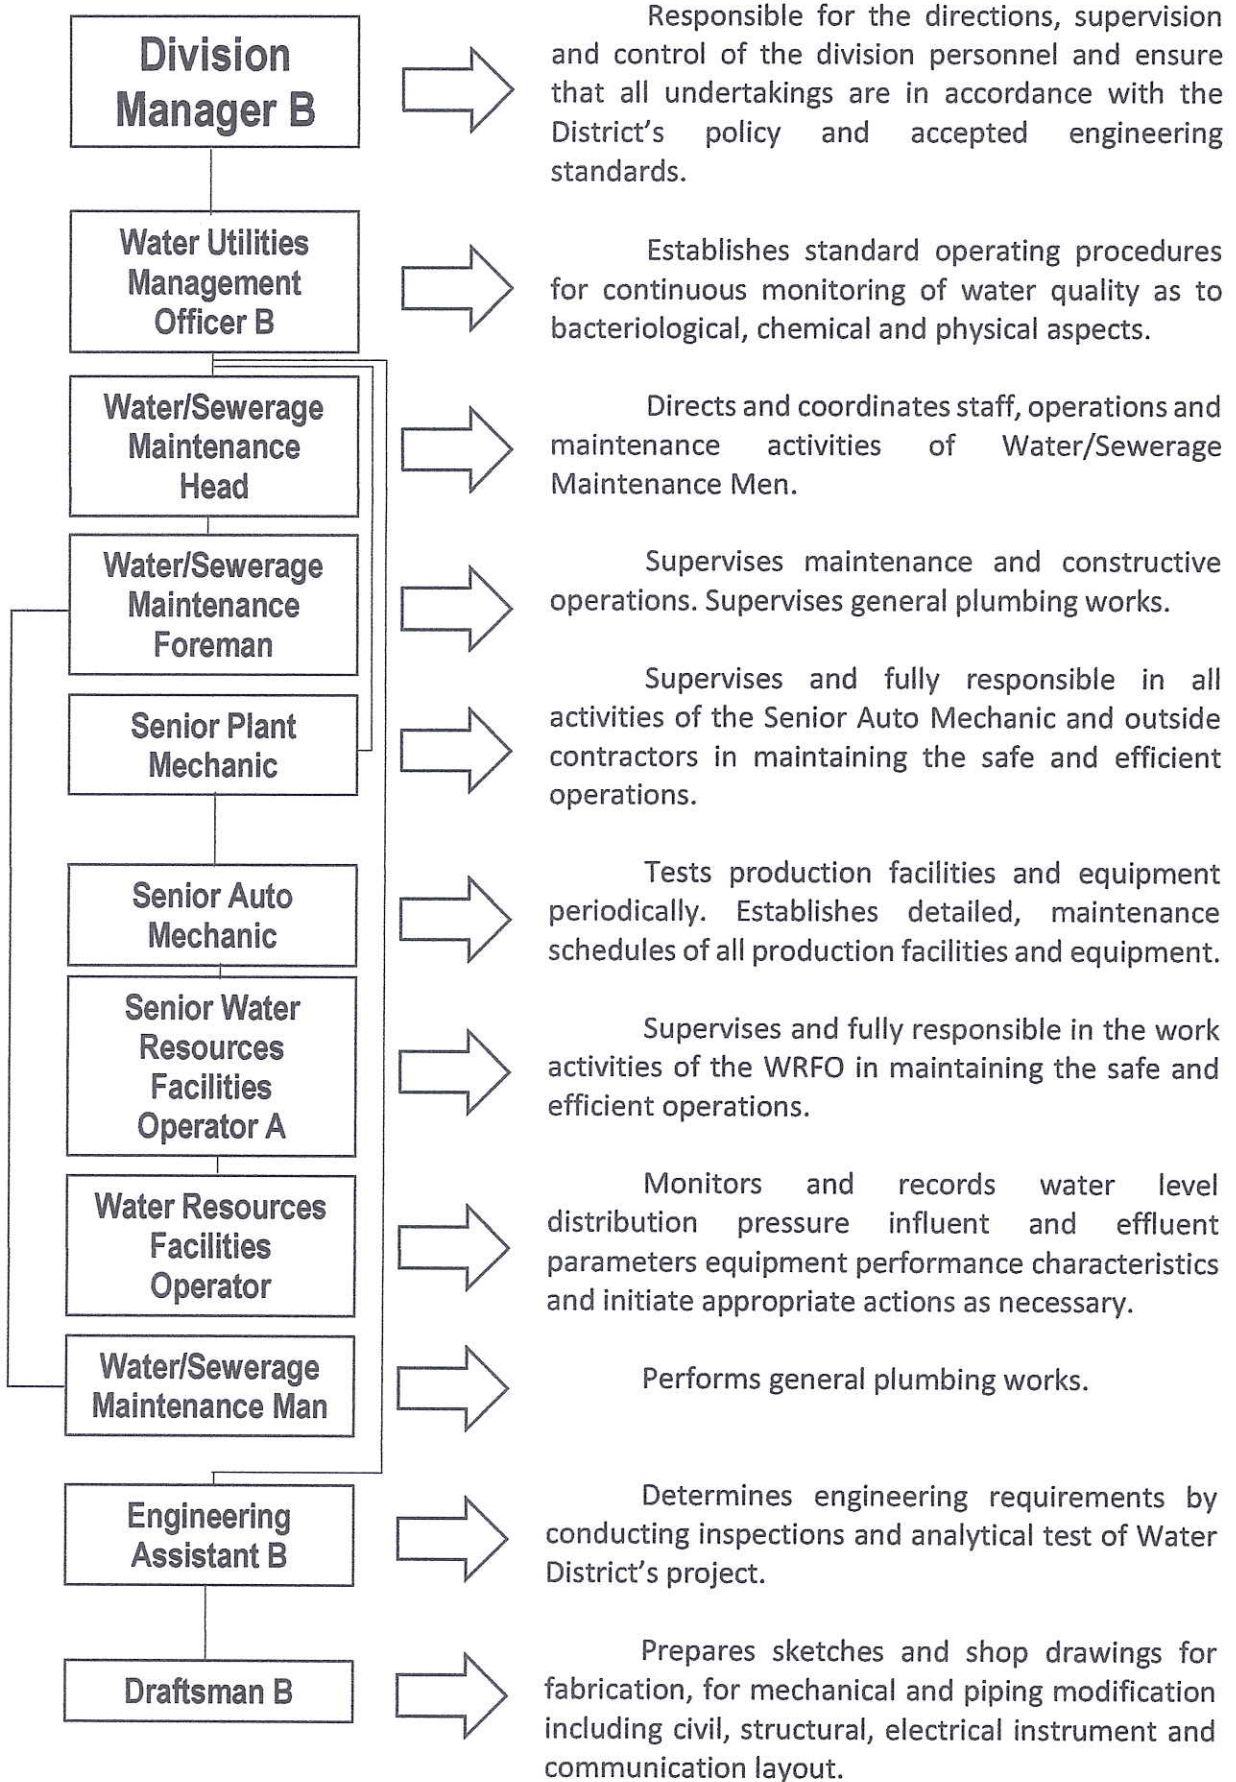 Division
Manager B
Responsible for the directions, supervision
and control of the division personnel and ensure
that all undertakings are in accordance with the
District's policy and accepted engineering
standards.
Water Utilities
Management
Officer B
Establishes standard operating procedures
for continuous monitoring of water quality as to
bacteriological, chemical and physical aspects.
Water/Sewerage
Maintenance
Head
Directs and coordinates staff, operations and
maintenance activities of Water/Sewerage
Maintenance Men.
Water/Sewerage
Maintenance
Foreman
Supervises maintenance and constructive
operations. Supervises general plumbing works.
Senior Plant
Mechanic
Supervises and fully responsible in all
activities of the Senior Auto Mechanic and outside
contractors in maintaining the safe and efficient
operations.
Senior Auto
Mechanic
Tests production facilities and equipment
periodically. Establishes detailed, maintenance
schedules of all production facilities and equipment.
Senior Water
Resources
Facilities
Operator A
Supervises and fully responsible in the work
activities of the WRFO in maintaining the safe and
efficient operations.
Water Resources
Facilities
Operator
Monitors and records water level
distribution pressure influent and effluent
parameters equipment performance characteristics
and initiate appropriate actions as necessary.
Water/Sewerage
Maintenance Man
Performs general plumbing works.
Engineering
Assistant B
Determines engineering requirements by
conducting inspections and analytical test of Water
District's project.
Draftsman B
Prepares sketches and shop drawings for
fabrication, for mechanical and piping modification
including civil, structural, electrical instrument and
communication layout.